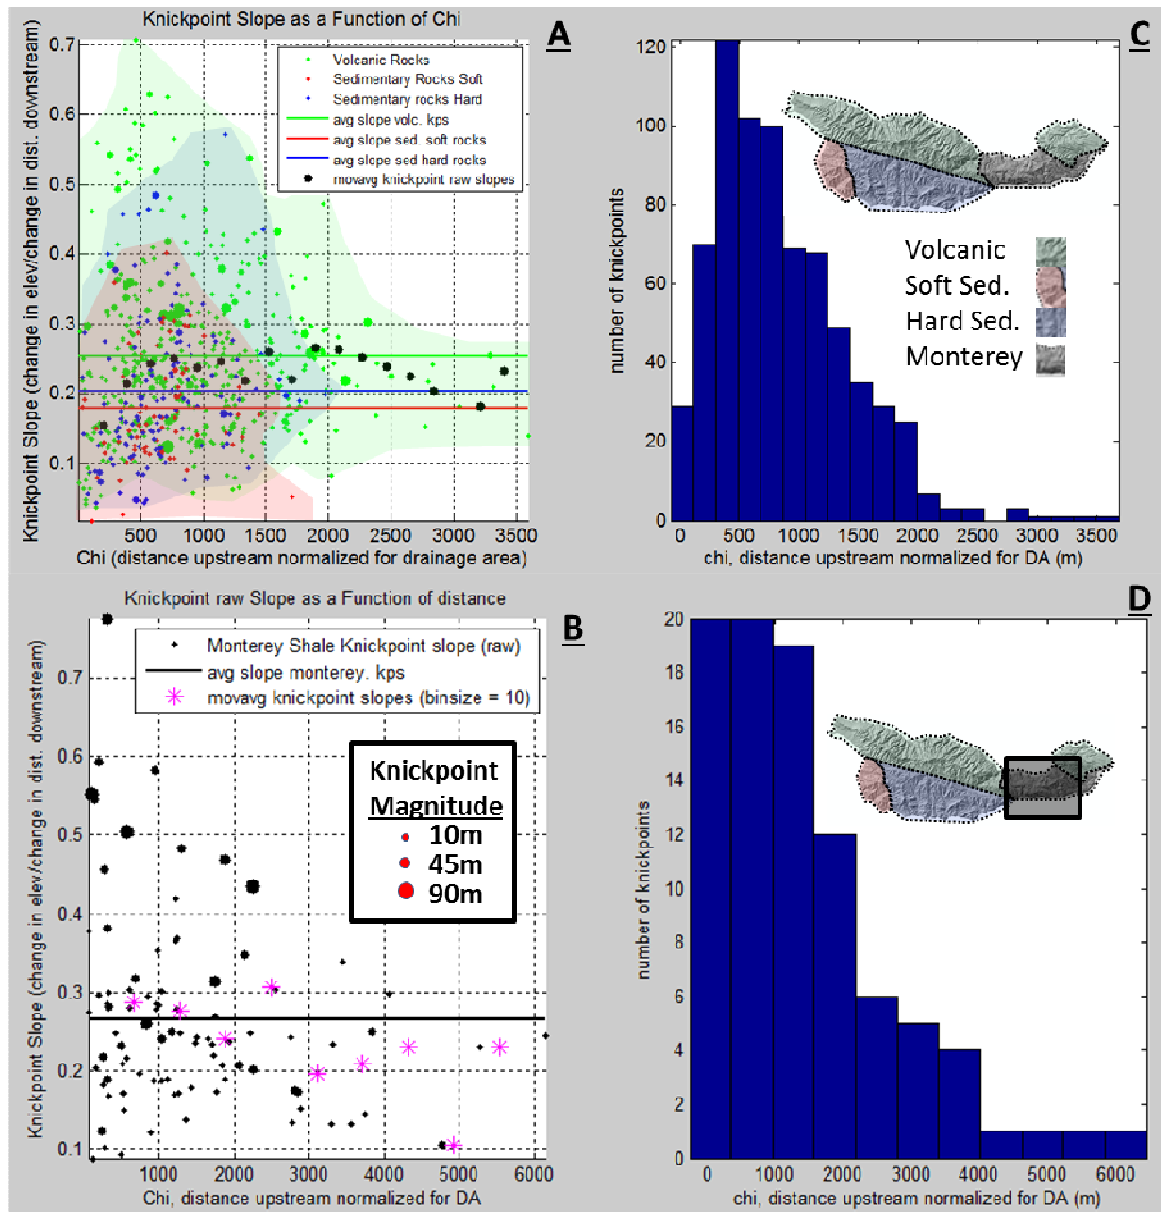 Knickpoint Slope as a Function of Chi
A
Knickpoint Slope (change in elev/change in dist. downstream)
0.7
0.6
0.5
0.4
0.3
0.2
0.1
Volcanic Rocks
Sedimentary Rocks Soft
Sedimentary rocks Hard
avg slope volc. kps
avg slope sed. soft rocks
avg slope sed hard rocks
movavg knickpoint raw slopes
500 1000 1500 2000 2500 3000 3500
Chi (distance upstream normalized for drainage area)
C
number of knickpoints
120
100
80
60
40
20
0
Volcanic
Soft Sed.
Hard Sed.
Monterey
0 500 1000 1500 2000 2500 3000 3500
chi, distance upstream normalized for DA (m)
Knickpoint raw Slope as a Function of distance
B
Knickpoint Slope (change in elev/change in dist. downstream)
0.7
0.6
0.5
0.4
0.3
0.2
0.1
Monterey Shale Knickpoint slope (raw)
avg slope monterey. kps
movavg knickpoint slopes (binsize = 10)
Knickpoint
Magnitude
10m
45m
90m
1000 2000 3000 4000 5000 6000
Chi, distance upstream normalized for DA
D
number of knickpoints
20
18
16
14
12
10
8
6
4
2
0
0 1000 2000 3000 4000 5000 6000
chi, distance upstream normalized for DA (m)